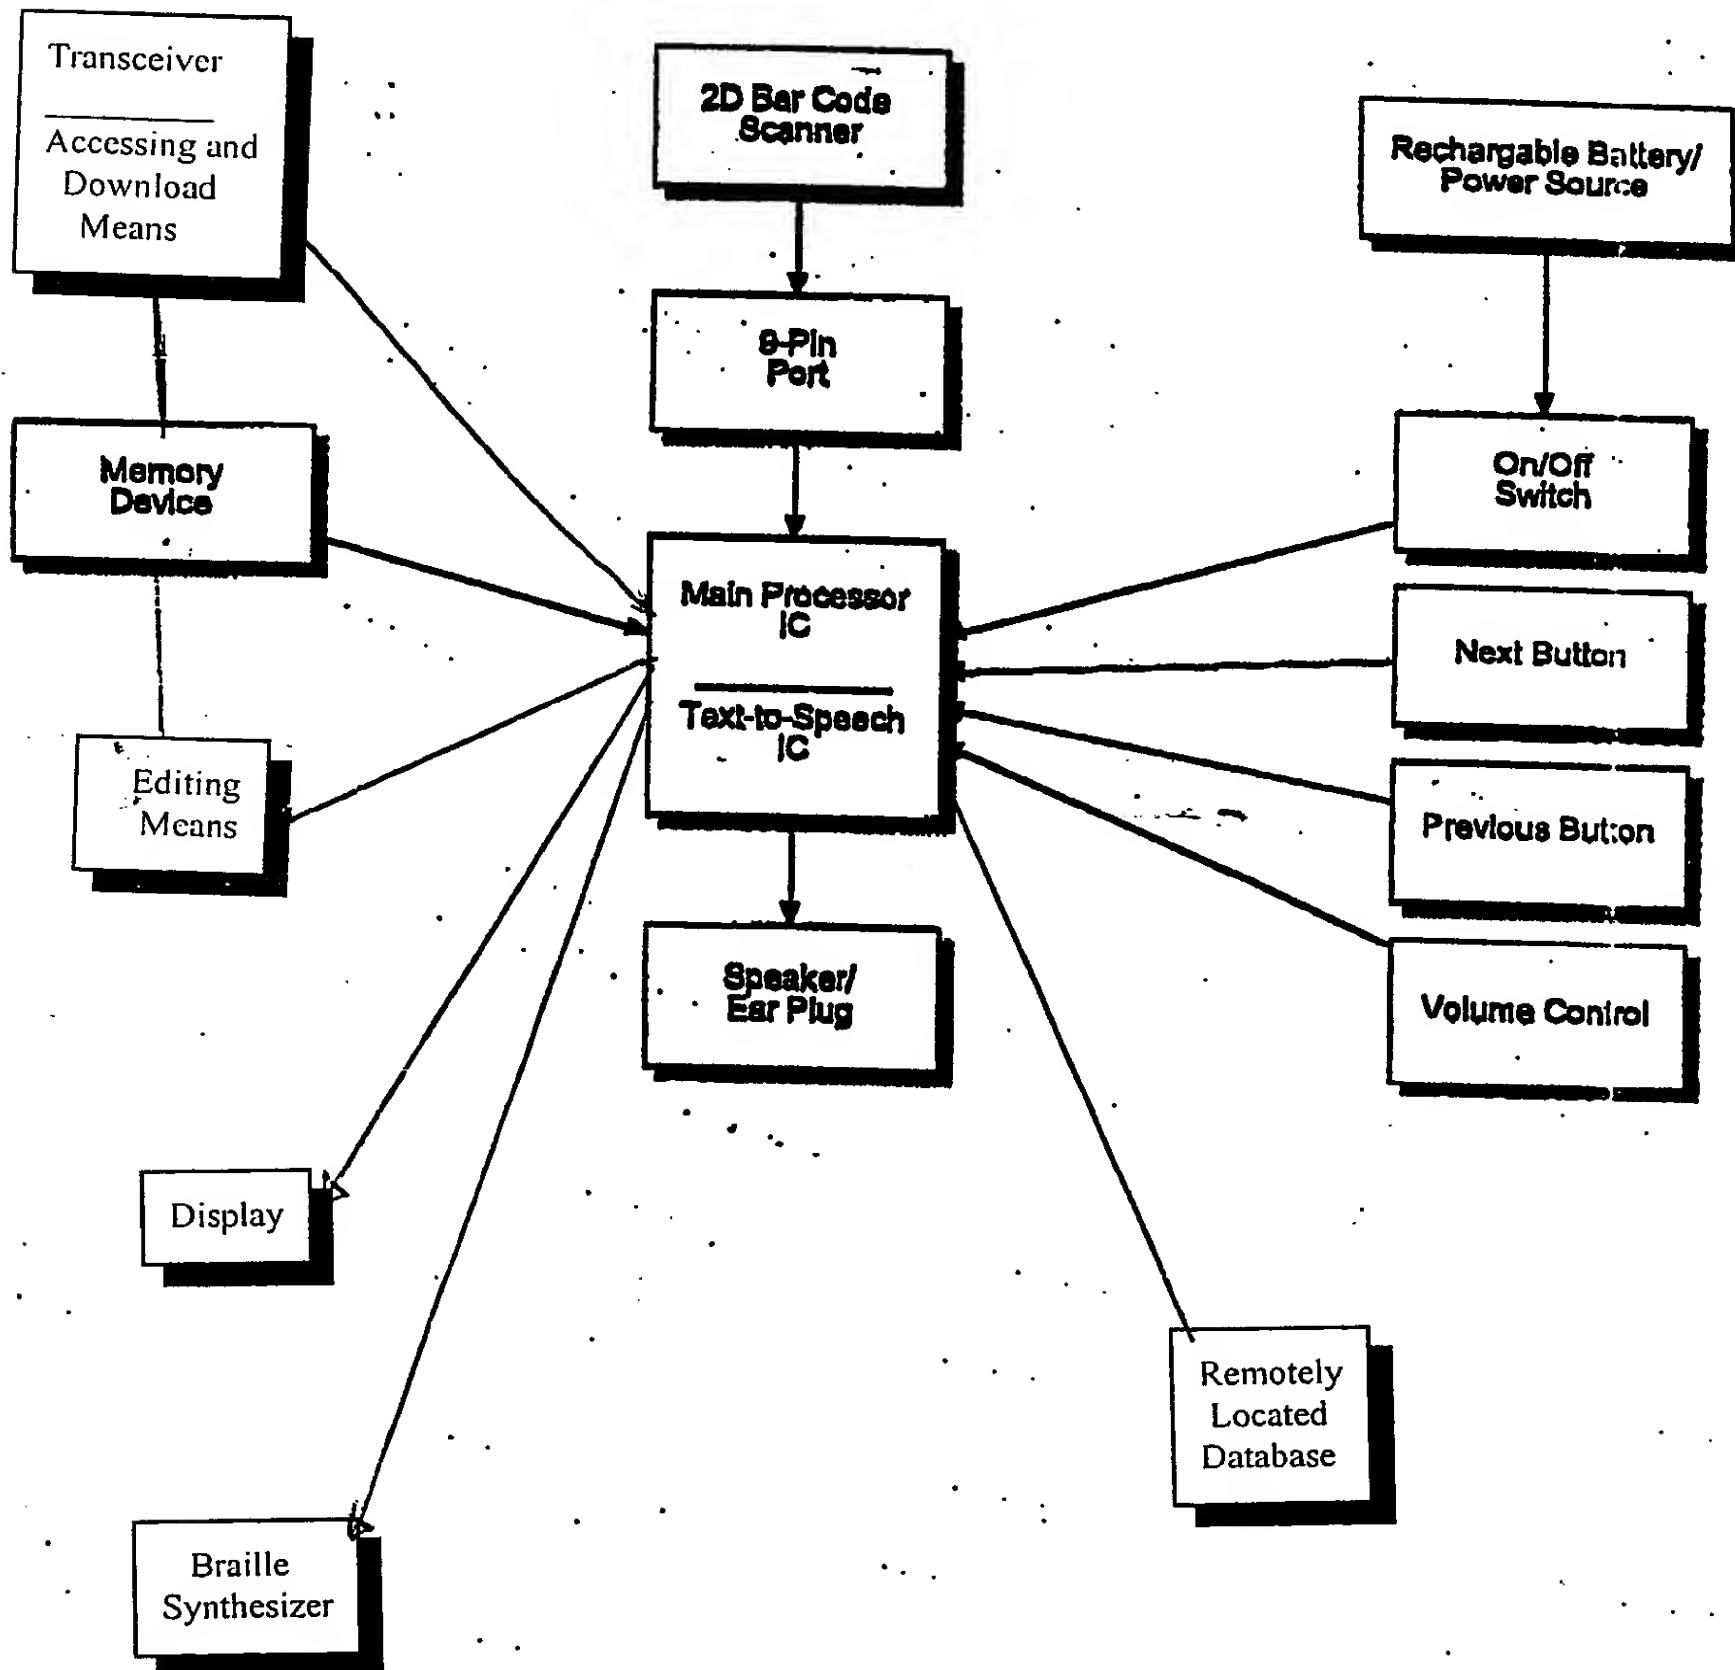 Transceiver
Accessing and
Download
Means
2D Bar Code
Scanner
Rechargable Battery/
Power Source
9-Pin
Port
Memory
Device
On/Off
Switch
Main Processor
IC
Text-to-Speech
IC
Next Button
Editing
Means
Previous Button
Speaker/
Ear Plug
Volume Control
Display
Remotely
Located
Database
Braille
Synthesizer